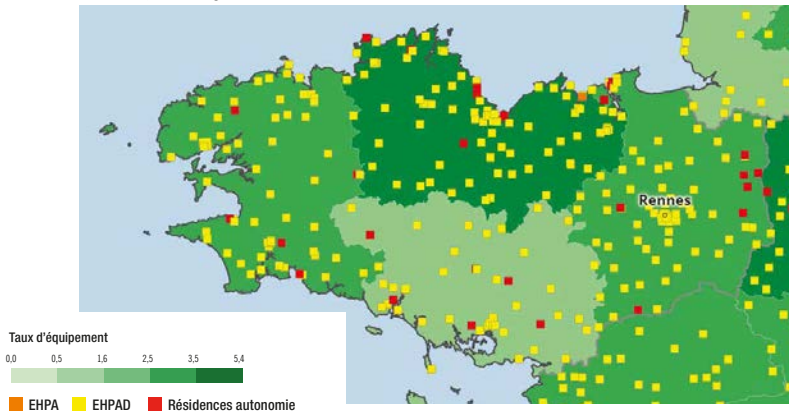 Rennes
Taux d'équipement
0,0 0,5 1,6 2,5 3,5 5,4
EHPA EHPAD Résidences autonomie